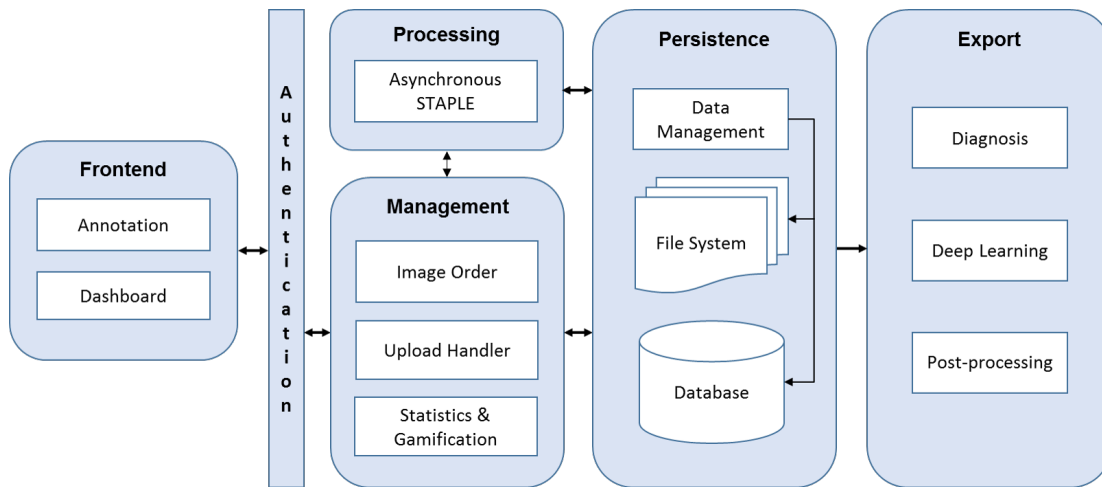 Frontend
Annotation
Dashboard
Authentication
Processing
Asynchronous
STAPLE
Management
Image Order
Upload Handler
Statistics &
Gamification
Persistence
Data
Management
File System
Database
Export
Diagnosis
Deep Learning
Post-processing